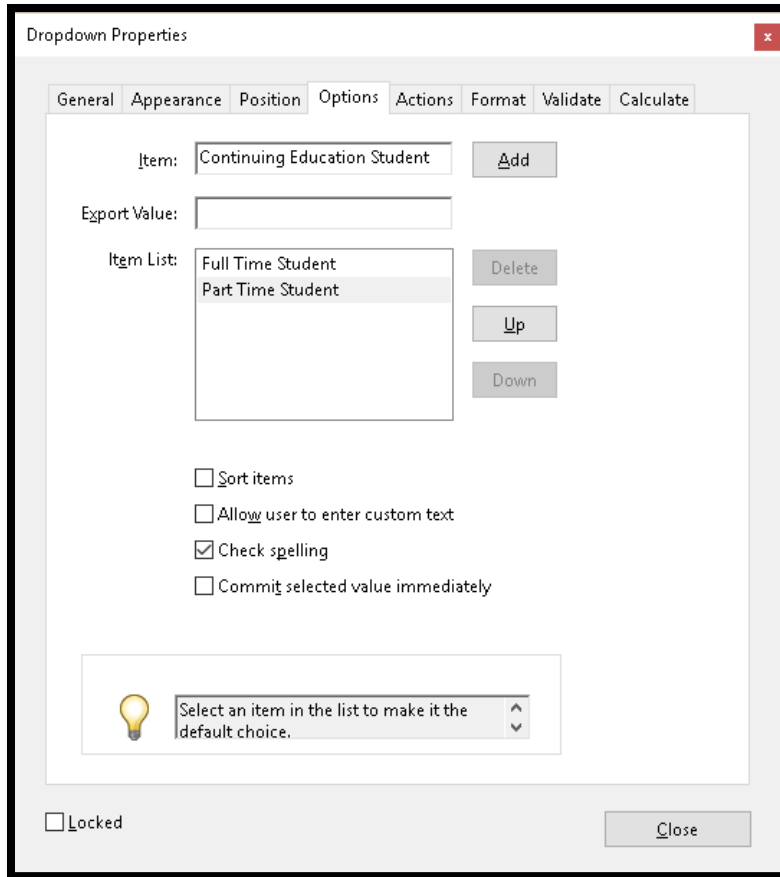 Dropdown Properties
x
General Appearance Position Options Actions Format Validate Calculate
Item: Continuing Education Student Add
Export Value:
Item List: Full Time Student Delete
Part Time Student
Up
Down
Sort items
Allow user to enter custom text
Check spelling
Commit selected value immediately
Select an item in the list to make it the
default choice.
Locked
Close